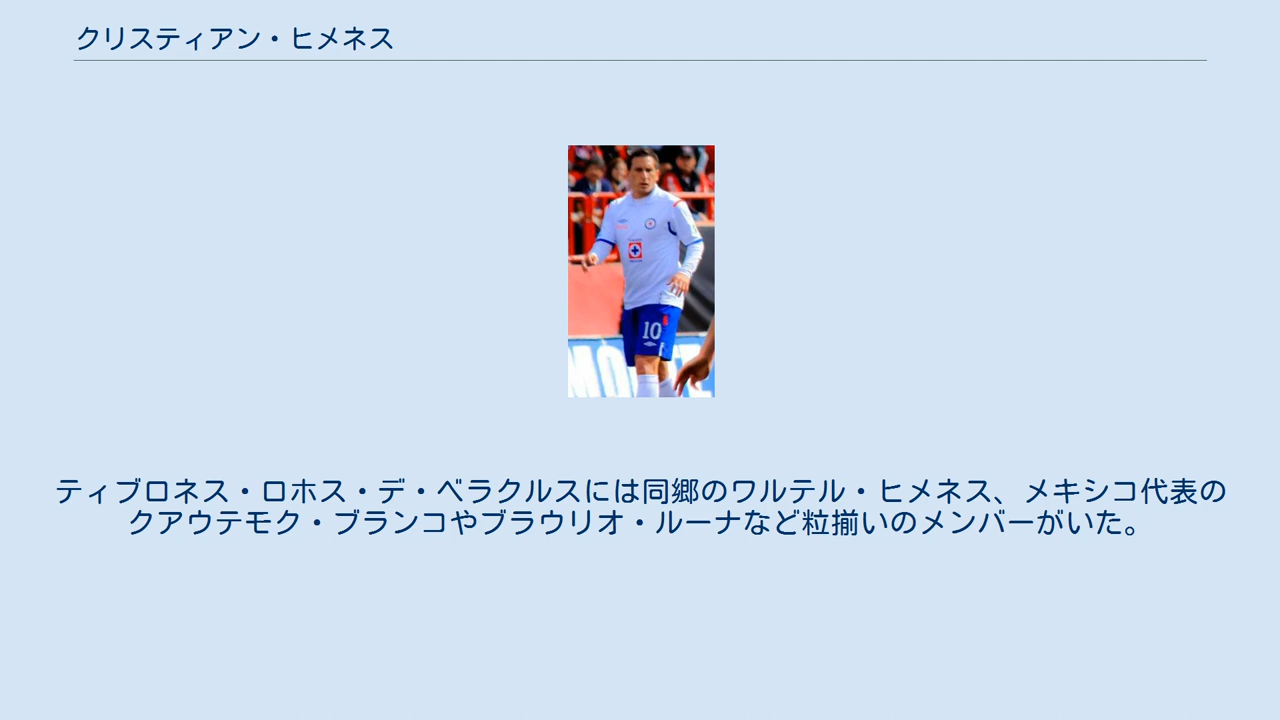 クリスティアン・ヒメネス
10
ティブロネス・ロホス・デ・ベラクルスには同郷のワルテル・ヒメネス、メキシコ代表の
クアウテモク・ブランコやブラウリオ・ルーナなど粒揃いのメンバーがいた。